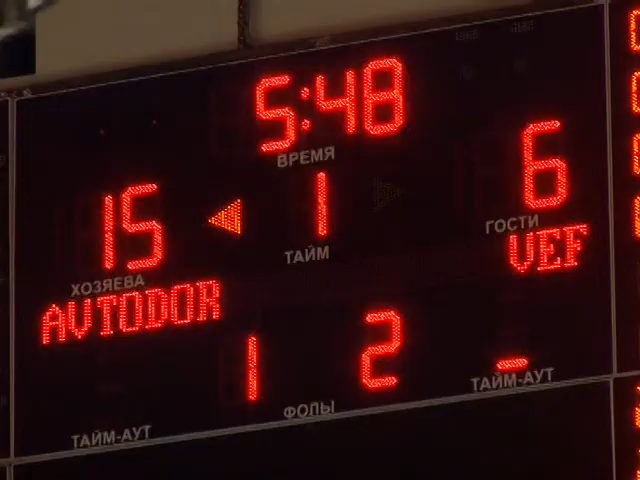 5:48
ВРЕМЯ
15 1 6
ХОЗЯЕВА ТАЙМ ГОСТИ
AVTODOR VEF
1 2
ТАЙМ-АУТ ФОЛЫ ТАЙМ-АУТ